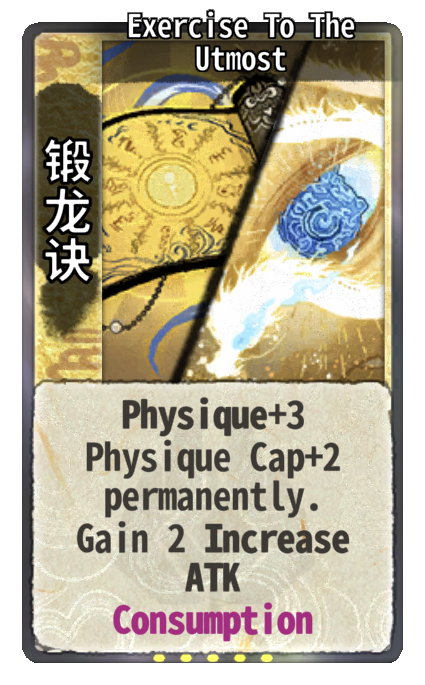 Exercise To The
Utmost
锻龙诀
Physique+3
Physique Cap+2
permanently.
Gain 2 Increase
ATK
Consumption